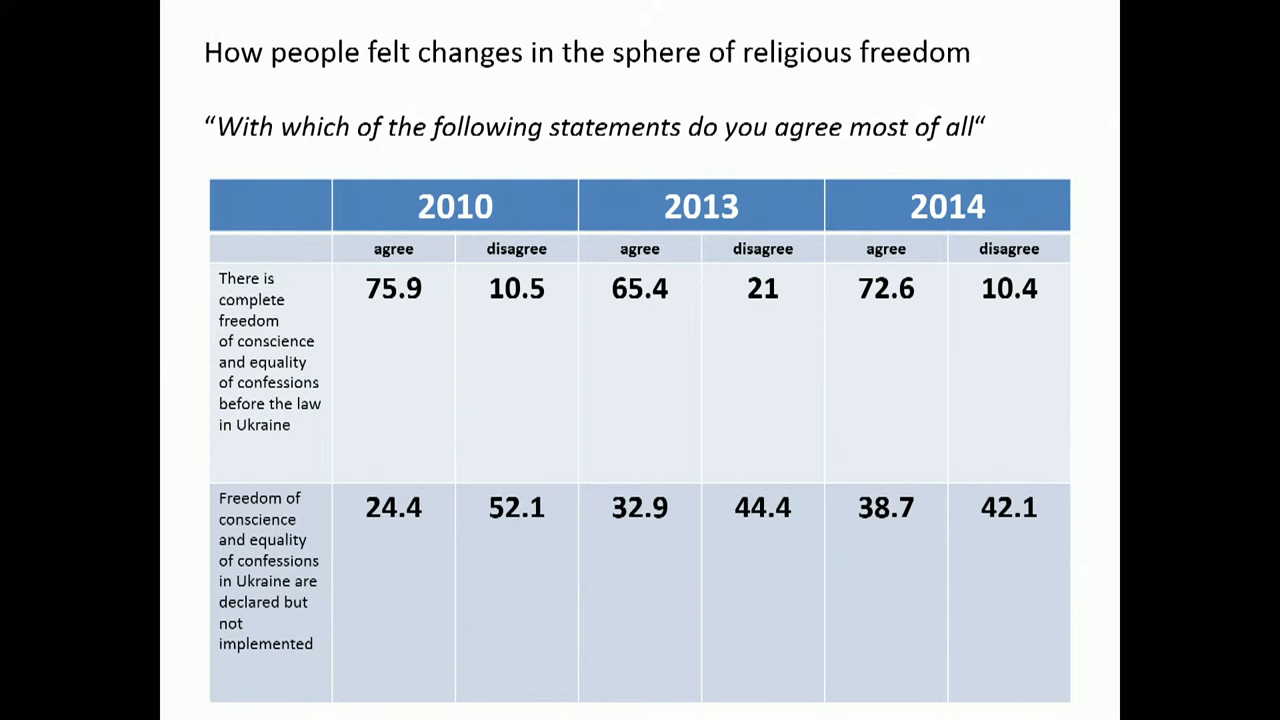 How people felt changes in the sphere of religious freedom
“With which of the following statements do you agree most of all“
2010 2013 2014
agree disagree agree disagree agree disagree
There is
complete
freedom
of conscience
and equality
of confessions
before the law
in Ukraine
75.9 10.5 65.4 21 72.6 10.4
Freedom of
conscience
and equality
of confessions
in Ukraine are
declared but
not
implemented
24.4 52.1 32.9 44.4 38.7 42.1